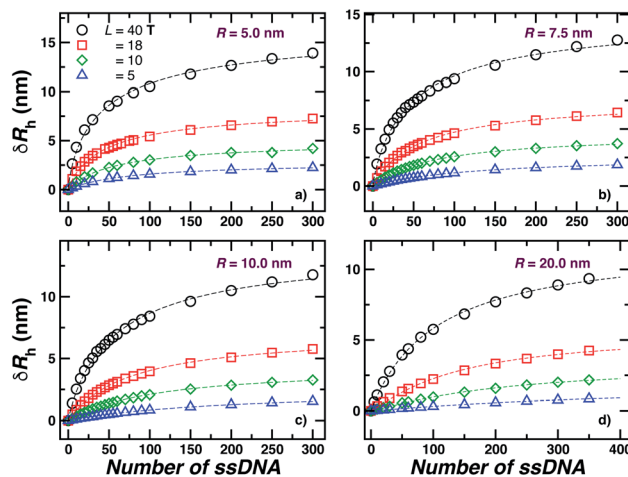 L = 40 T
= 18
= 10
= 5
R = 5.0 nm
δRh (nm)
15
10
5
0
0 50 100 150 200 250 300
a)
R = 7.5 nm
15
10
5
0
0 50 100 150 200 250 300
b)
R = 10.0 nm
δRh (nm)
15
10
5
0
0 50 100 150 200 250 300
c)
Number of ssDNA
R = 20.0 nm
10
5
0
0 100 200 300 400
d)
Number of ssDNA